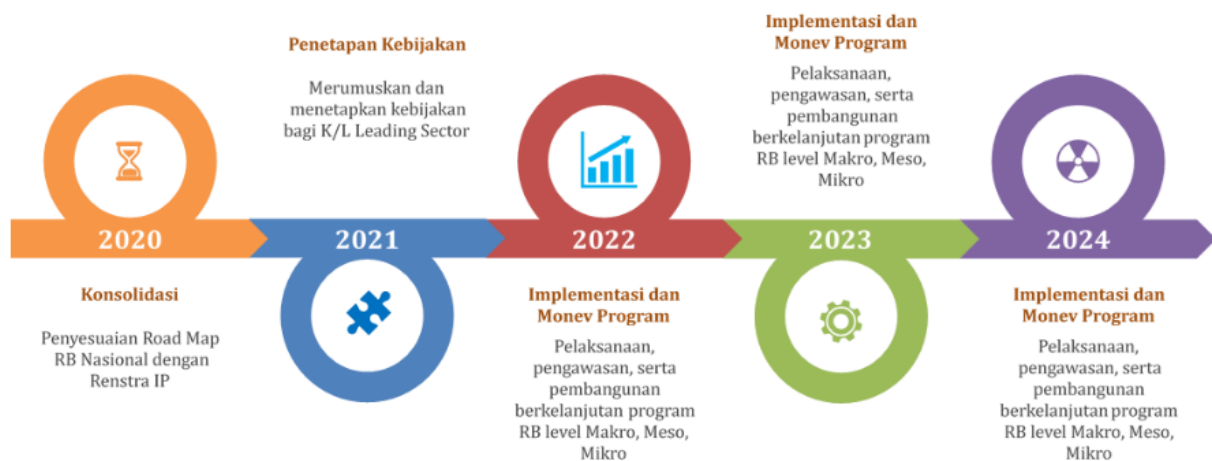 2020
Konsolidasi
Penyesuaian Road Map
RB Nasional dengan
Renstra IP
Penetapan Kebijakan
Merumuskan dan
menetapkan kebijakan
bagi K/L Leading Sector
2021
2022
Implementasi dan
Monev Program
Pelaksanaan,
pengawasan, serta
pembangunan
berkelanjutan program
RB level Makro, Meso,
Mikro
Implementasi dan
Monev Program
Pelaksanaan,
pengawasan, serta
pembangunan
berkelanjutan program
RB level Makro, Meso,
Mikro
2023
2024
Implementasi dan
Monev Program
Pelaksanaan,
pengawasan, serta
pembangunan
berkelanjutan program
RB level Makro, Meso,
Mikro